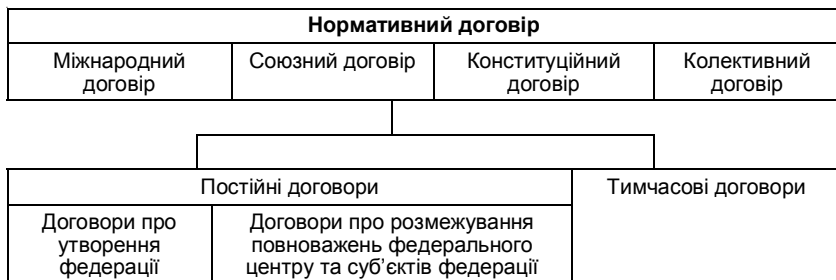 Нормативний договір
Міжнародний
договір
Союзний договір
Конституційний
договір
Колективний
договір
Постійні договори
Тимчасові договори
Договори про
утворення
федерації
Договори про розмежування
повноважень федерального
центру та суб’єктів федерації